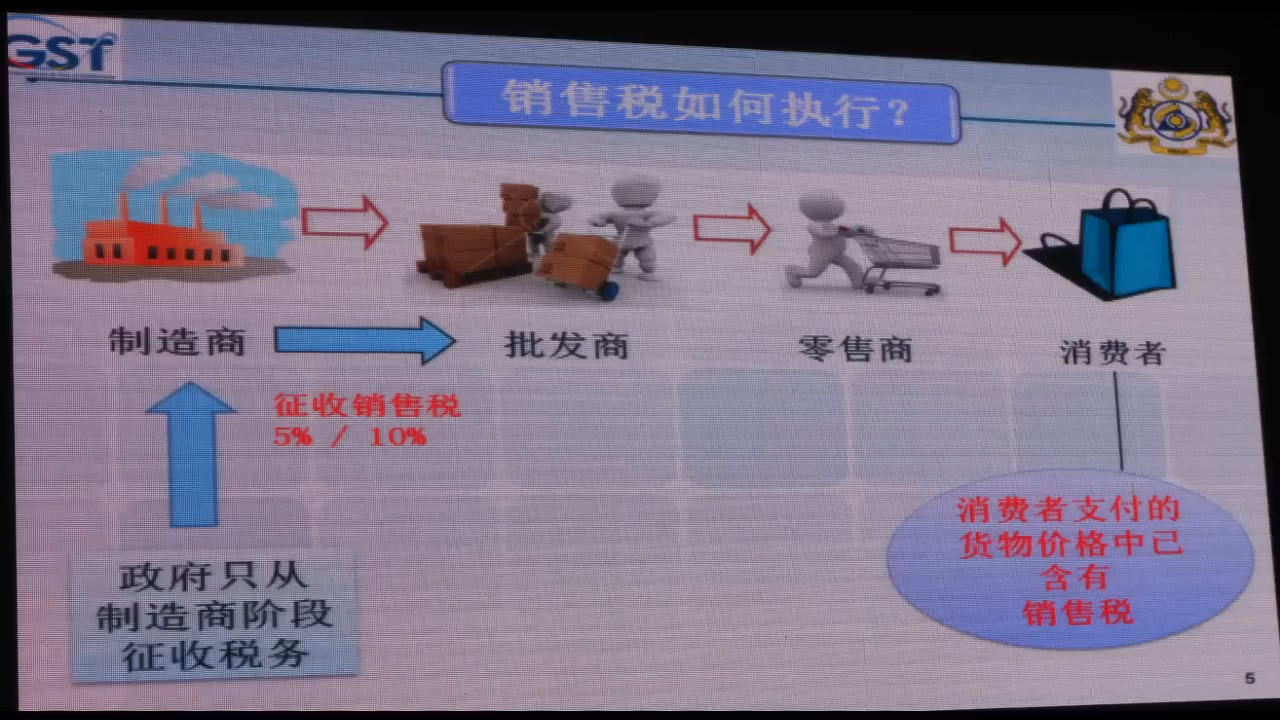 GST
销售税如何执行？
制造商
批发商
零售商
消费者
征收销售税
5% / 10%
政府只从
制造商阶段
征收税务
消费者支付的
货物价格中已
含有
销售税
5